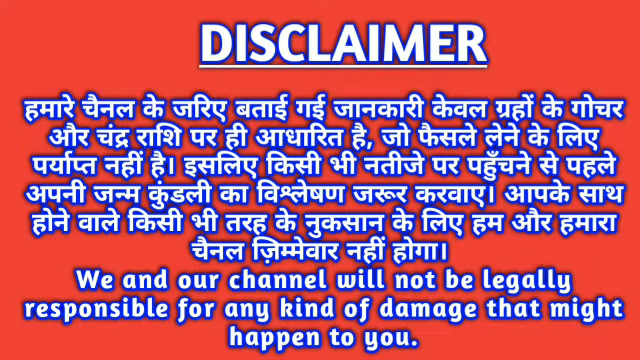 DISCLAIMER
हमारे चैनल के जरिए बताई गई जानकारी केवल ग्रहों के गोचर
और चंद्र राशि पर ही आधारित है, जो फैसले लेने के लिए
पर्याप्त नहीं है। इसलिए किसी भी नतीजे पर पहुँचने से पहले
अपनी जन्म कुंडली का विश्लेषण जरूर करवाए। आपके साथ
होने वाले किसी भी तरह के नुकसान के लिए हम और हमारा
चैनल ज़िम्मेवार नहीं होगा।
We and our channel will not be legally
responsible for any kind of damage that might
happen to you.